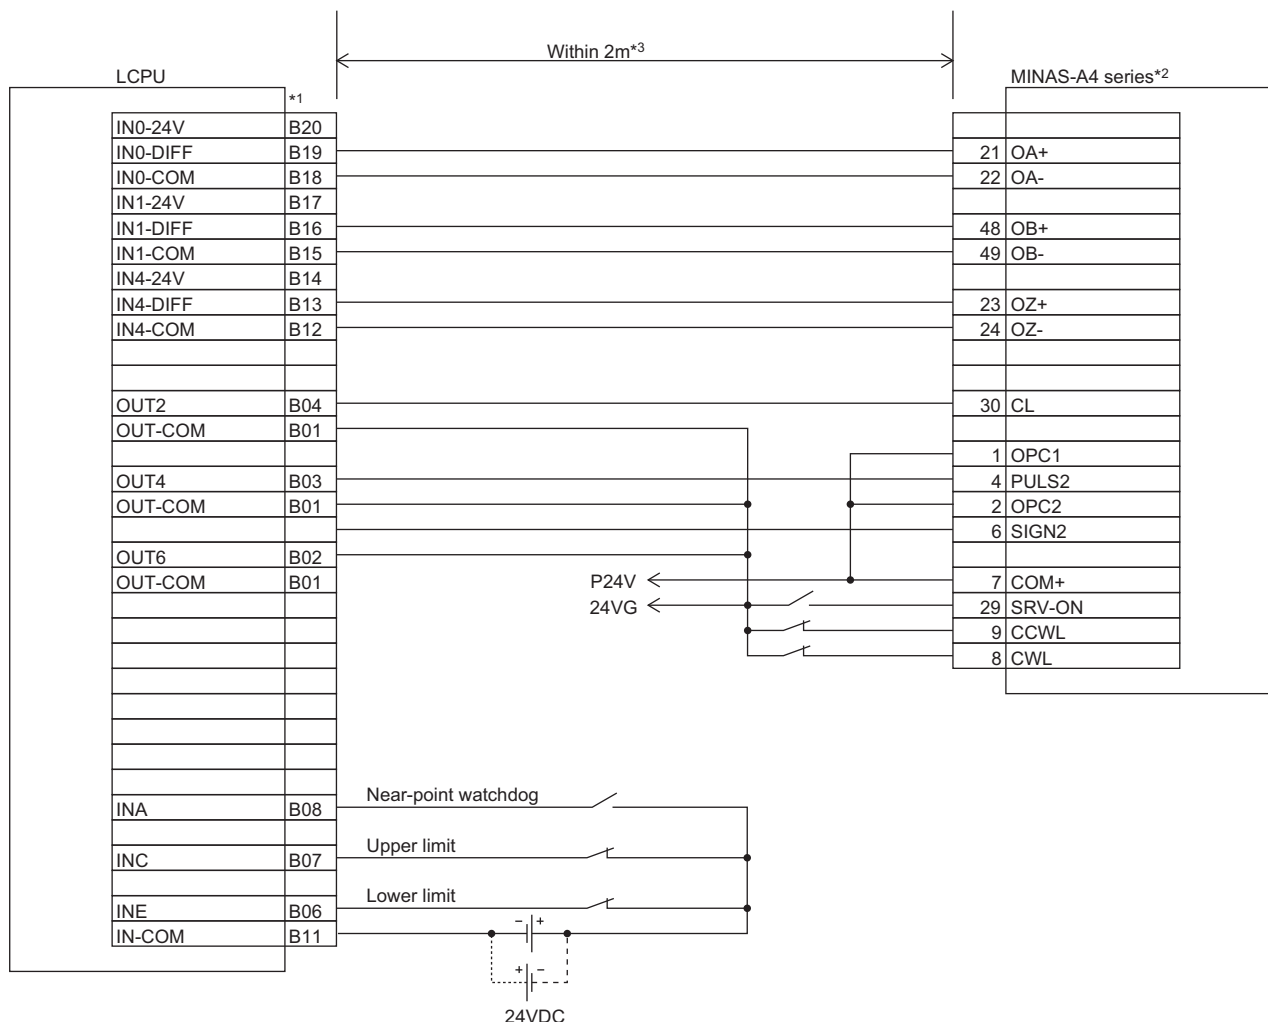 Within 2m*3
LCPU
MINAS-A4 series*2
*1
IN0-24V B20
IN0-DIFF B19 21 OA+
IN0-COM B18 22 OA-
IN1-24V B17
IN1-DIFF B16 48 OB+
IN1-COM B15 49 OB-
IN4-24V B14
IN4-DIFF B13 23 OZ+
IN4-COM B12 24 OZ-
OUT2 B04 30 CL
OUT-COM B01
1 OPC1
OUT4 B03 4 PULS2
OUT-COM B01 2 OPC2
6 SIGN2
OUT6 B02
OUT-COM B01 P24V 7 COM+
24VG 29 SRV-ON
9 CCWL
8 CWL
INA B08 Near-point watchdog
INC B07 Upper limit
INE B06 Lower limit
IN-COM B11 - +
+ -
24VDC